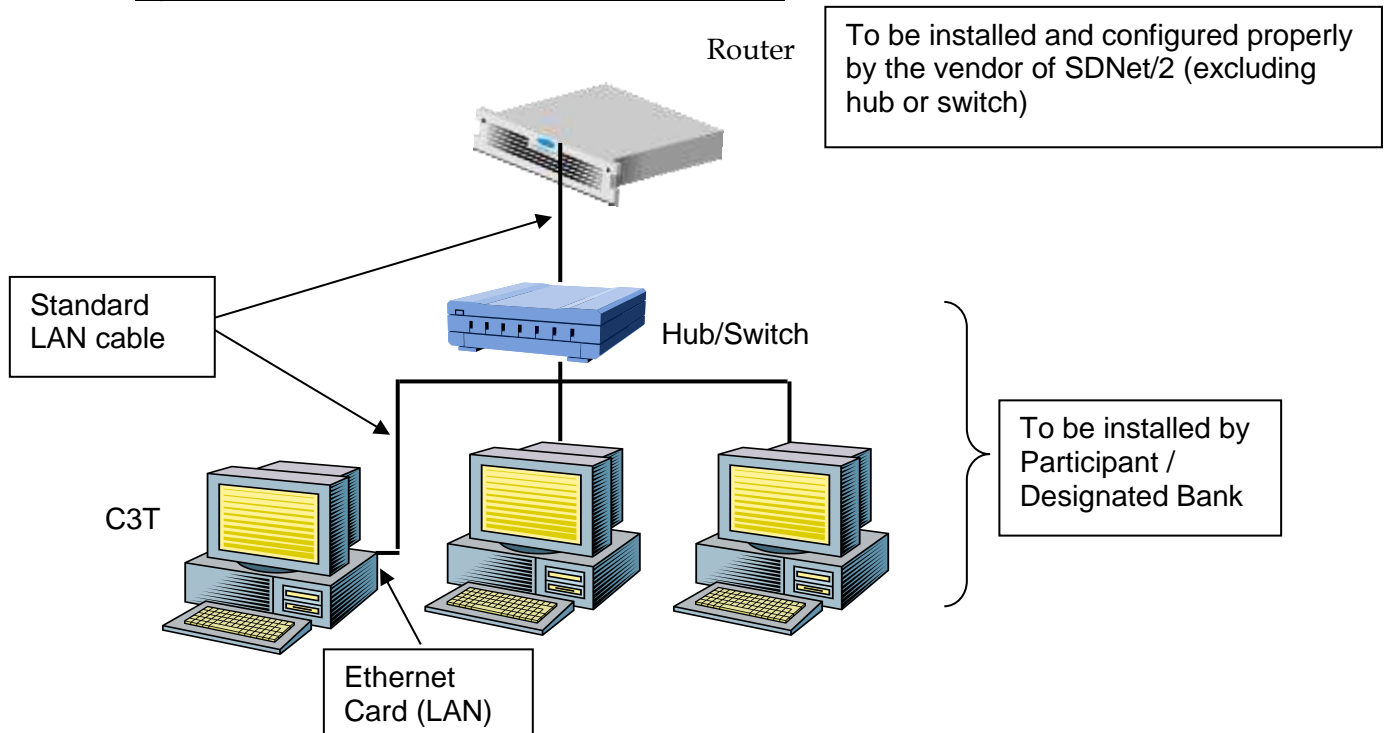 Router
To be installed and configured properly
by the vendor of SDNet/2 (excluding
hub or switch)
Standard
LAN cable
Hub/Switch
To be installed by
Participant /
Designated Bank
C3T
Ethernet
Card (LAN)